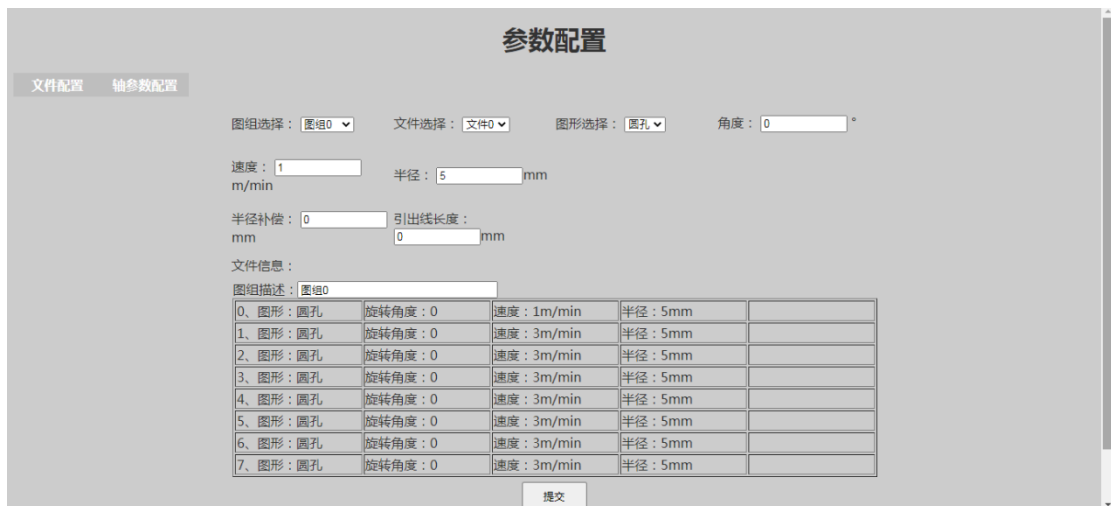 参数配置
文件配置 轴参数配置
图组选择： 图组0 文件选择： 文件0 图形选择： 圆孔 角度： 0 °
速度： 1 m/min 半径： 5 mm
半径补偿： 0 mm 引出线长度： 0 mm
文件信息：
图组描述：图组0
0、图形：圆孔 旋转角度：0 速度：1m/min 半径：5mm
1、图形：圆孔 旋转角度：0 速度：3m/min 半径：5mm
2、图形：圆孔 旋转角度：0 速度：3m/min 半径：5mm
3、图形：圆孔 旋转角度：0 速度：3m/min 半径：5mm
4、图形：圆孔 旋转角度：0 速度：3m/min 半径：5mm
5、图形：圆孔 旋转角度：0 速度：3m/min 半径：5mm
6、图形：圆孔 旋转角度：0 速度：3m/min 半径：5mm
7、图形：圆孔 旋转角度：0 速度：3m/min 半径：5mm
提交